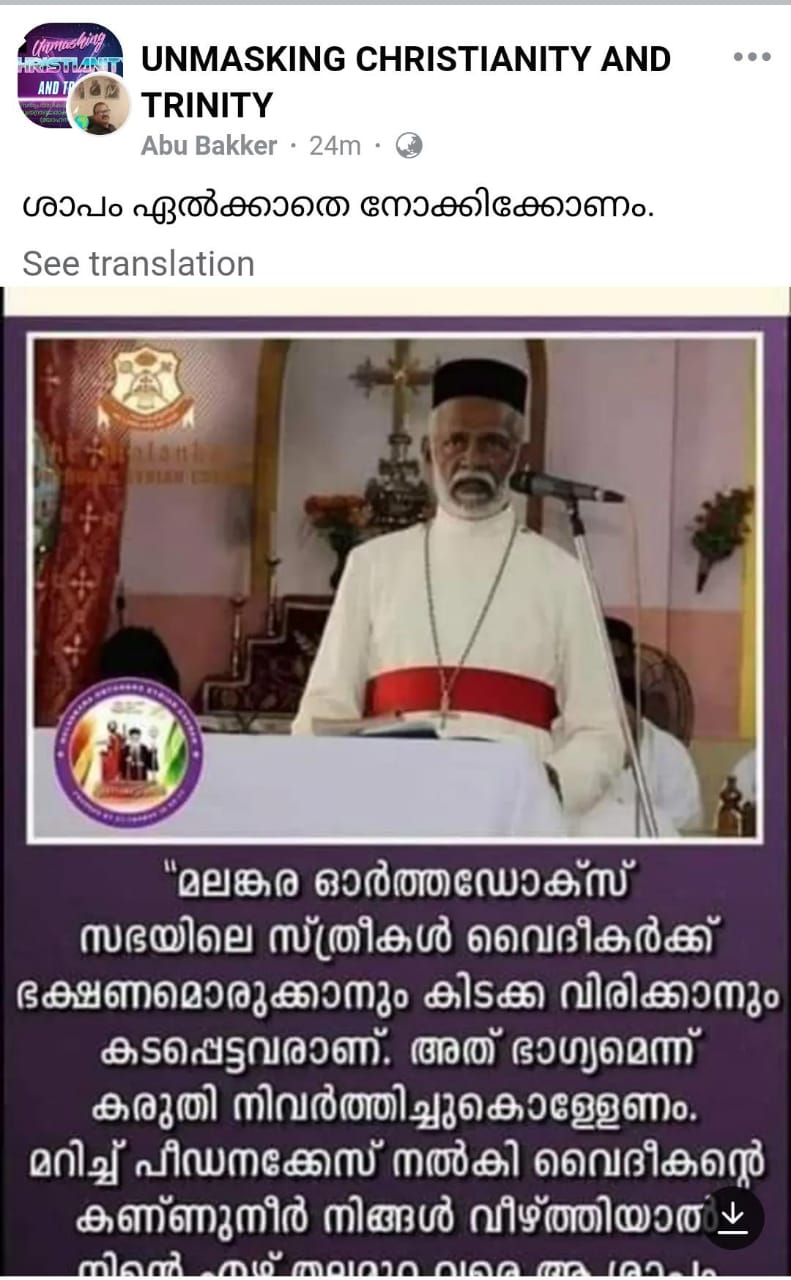 UNMASKING CHRISTIANITY AND
TRINITY
Abu Bakker · 24m ·
ശാപം ഏൽക്കാതെ നോക്കിക്കോണം.
See translation
"മലങ്കര ഓർത്തഡോക്സ്
സഭയിലെ സ്ത്രീകൾ വൈദീകർക്ക്
ഭക്ഷണമൊരുക്കാനും കിടക്ക വിരിക്കാനും
കടപ്പെട്ടവരാണ്. അത് ഭാഗ്യമെന്ന്
കരുതി നിവർത്തിച്ചുകൊള്ളേണം.
മറിച്ച് പീഡനക്കേസ് നൽകി വൈദീകന്റെ
കണ്ണുനീർ നിങ്ങൾ വീഴ്ത്തിയാൽ